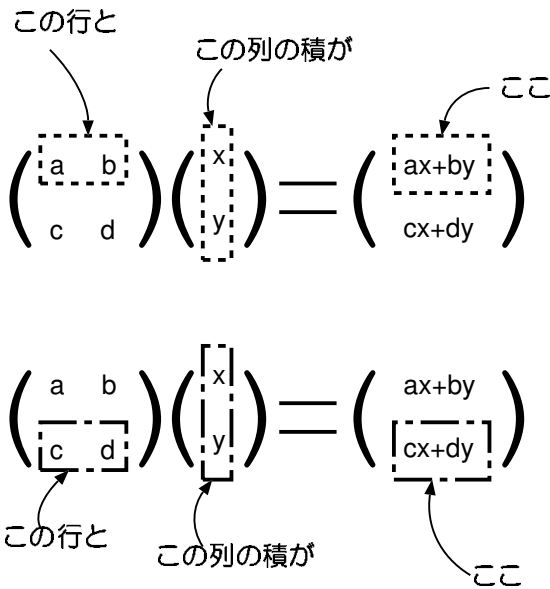 この行と
この列の積が
ここ
( a b ) ( x ) = ( ax+by )
( c d ) ( y ) ( cx+dy )
( a b ) ( x ) = ( ax+by )
( c d ) ( y ) ( cx+dy )
この行と
この列の積が
ここ